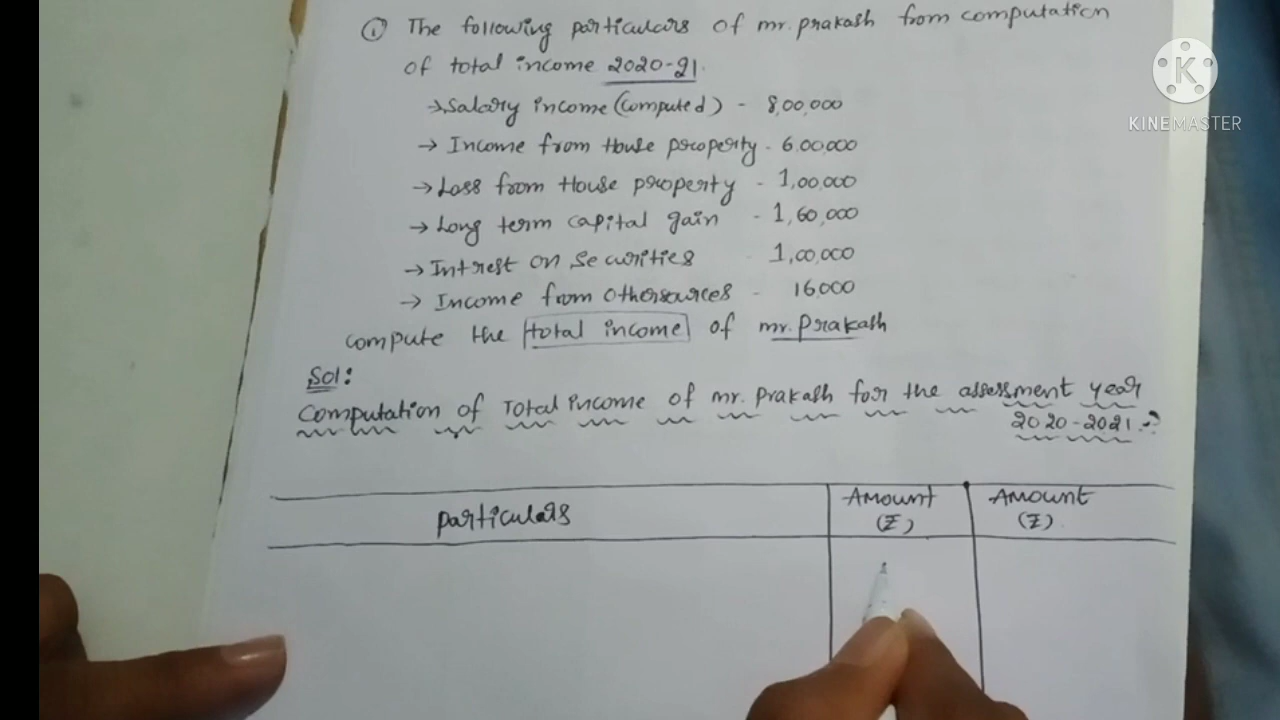 ① The following particulars of mr. prakash from computation
of total income 2020-21.
→ Salary income (computed) - 8,00,000
→ Income from House property - 6,00,000
→ Loss from House property - 1,00,000
→ Long term capital gain - 1,60,000
→ Intrest on Securities - 1,00,000
→ Income from Othersources - 16,000
compute the total income of mr. Prakash
Sol:
Computation of Total income of mr. prakash for the assessment year
2020-2021:-
particulars
Amount
(₹)
Amount
(₹)
K
KINEMASTER